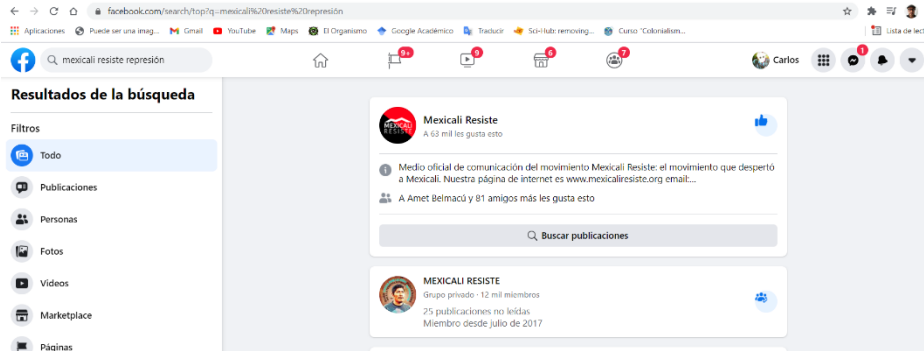 facebook.com/search/top?q=mexicali%20resiste%20represión
Aplicaciones Puede ser una imag... Gmail YouTube Maps El Organismo Google Académico Traducir Sci-Hub: removing... Curso "Colonialism... Lista de lect
mexicali resiste represión 9+ 9 6 7 Carlos 1
Resultados de la búsqueda
Filtros
Todo
Publicaciones
Personas
Fotos
Videos
Marketplace
Páginas
MEXICALI
RESISTE
Mexicali Resiste
A 63 mil les gusta esto
Medio oficial de comunicación del movimiento Mexicali Resiste: el movimiento que despertó
a Mexicali. Nuestra página de internet es www.mexicaliresiste.org email:...
A Amet Belmacú y 81 amigos más les gusta esto
Buscar publicaciones
MEXICALI RESISTE
Grupo privado · 12 mil miembros
25 publicaciones no leídas
Miembro desde julio de 2017